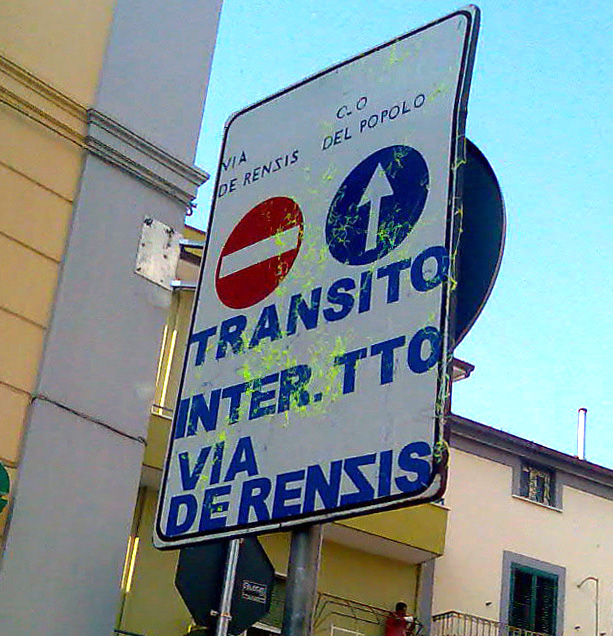 VIA
DE RENZIS
C.O
DEL POPOLO
TRANSITO
INTER.TTO
VIA
DE RENZIS